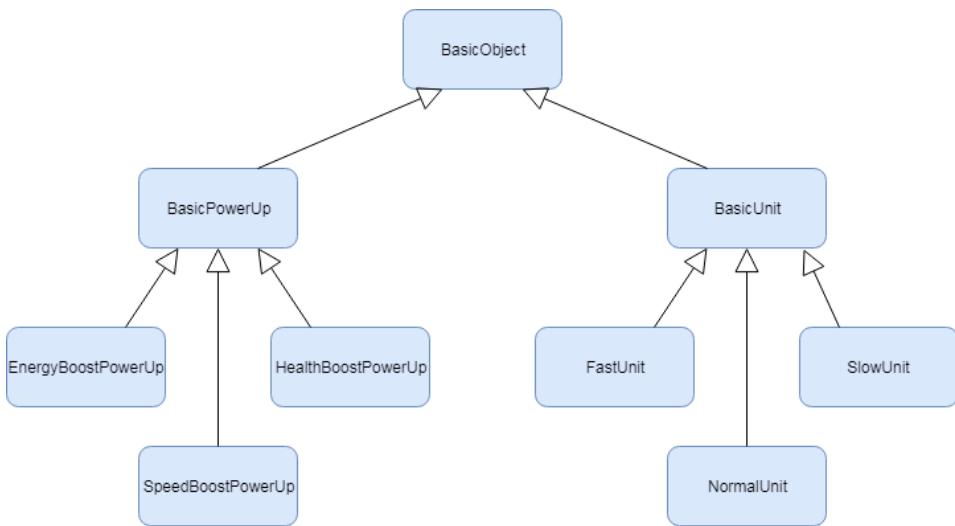 BasicObject
BasicPowerUp
BasicUnit
EnergyBoostPowerUp
HealthBoostPowerUp
FastUnit
SlowUnit
SpeedBoostPowerUp
NormalUnit